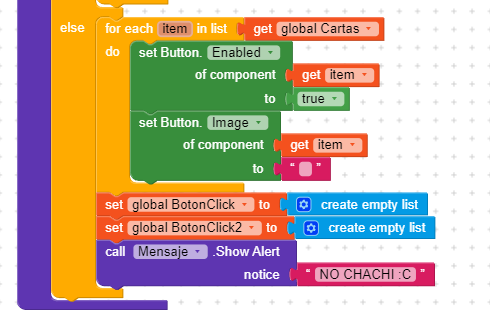 else for each item in list get global Cartas
do set Button. Enabled
of component get item
to true
set Button. Image
of component get item
to “ ”
set global BotonClick to create empty list
set global BotonClick2 to create empty list
call Mensaje .Show Alert
notice “ NO CHACHI :C ”